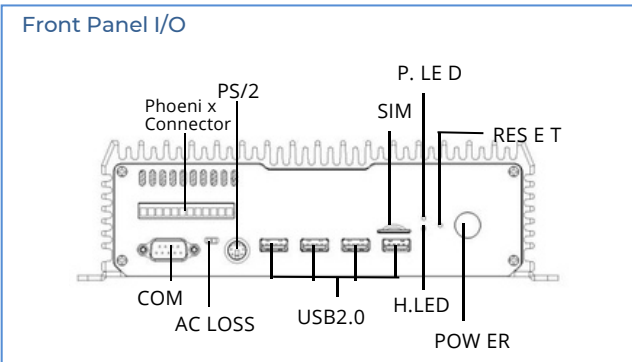 Front Panel I/O
P. LE D
PS/2
Phoeni x
Connector
SIM
RES E T
COM
AC LOSS
USB2.0
H.LED
POW ER